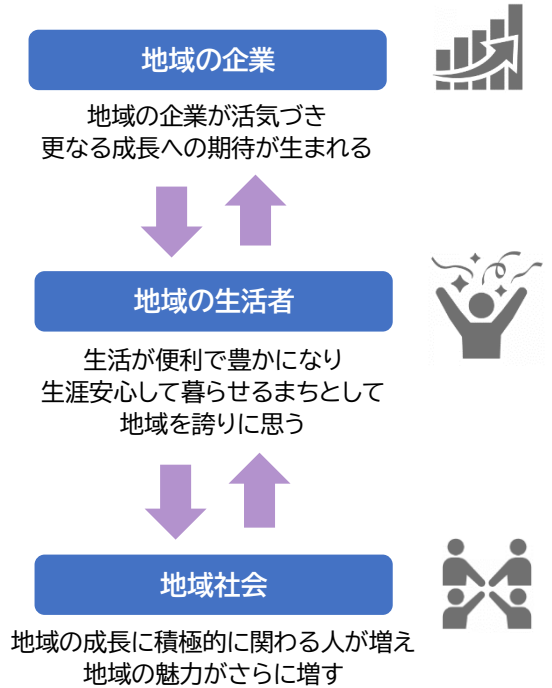 地域の企業
地域の企業が活気づき
更なる成長への期待が生まれる
地域の生活者
生活が便利で豊かになり
生涯安心して暮らせるまちとして
地域を誇りに思う
地域社会
地域の成長に積極的に関わる人が増え
地域の魅力がさらに増す